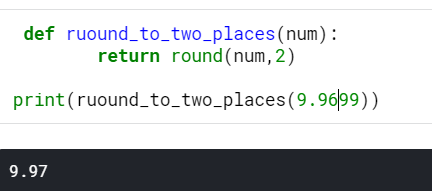 def ruound_to_two_places(num):
return round(num,2)
print(ruound_to_two_places(9.9699))
9.97